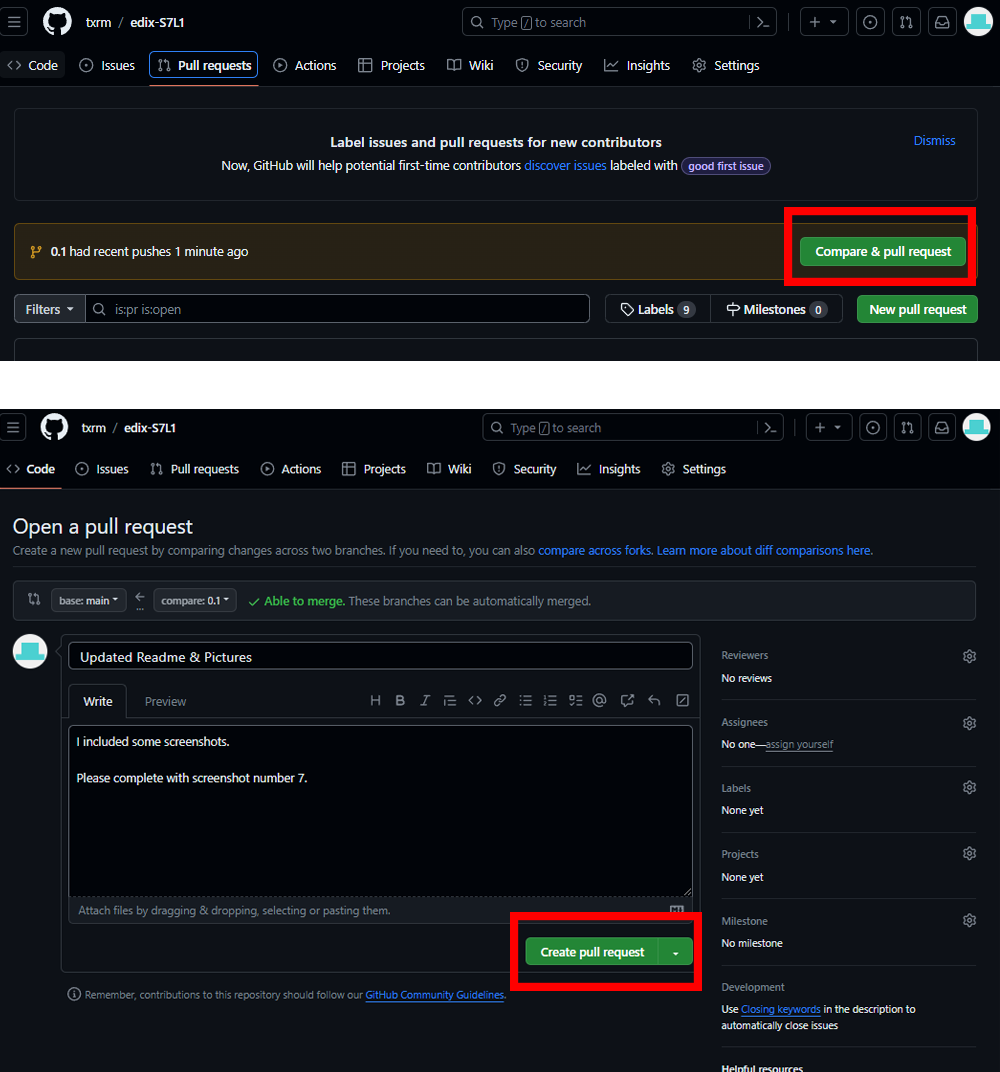 txrm / edix-S7L1 Type / to search
Code Issues Pull requests Actions Projects Wiki Security Insights Settings
Label issues and pull requests for new contributors
Dismiss
Now, GitHub will help potential first-time contributors discover issues labeled with good first issue
0.1 had recent pushes 1 minute ago
Compare & pull request
Filters is:pr is:open Labels 9 Milestones 0 New pull request
txrm / edix-S7L1 Type / to search
Code Issues Pull requests Actions Projects Wiki Security Insights Settings
Open a pull request
Create a new pull request by comparing changes across two branches. If you need to, you can also compare across forks. Learn more about diff comparisons here.
base: main ... compare: 0.1 Able to merge. These branches can be automatically merged.
Updated Readme & Pictures
Write Preview
I included some screenshots.
Please complete with screenshot number 7.
Attach files by dragging & dropping, selecting or pasting them.
Create pull request
Remember, contributions to this repository should follow our GitHub Community Guidelines.
Reviewers
No reviews
Assignees
No one—assign yourself
Labels
None yet
Projects
None yet
Milestone
No milestone
Development
Use Closing keywords in the description to
automatically close issues
Helpful resources